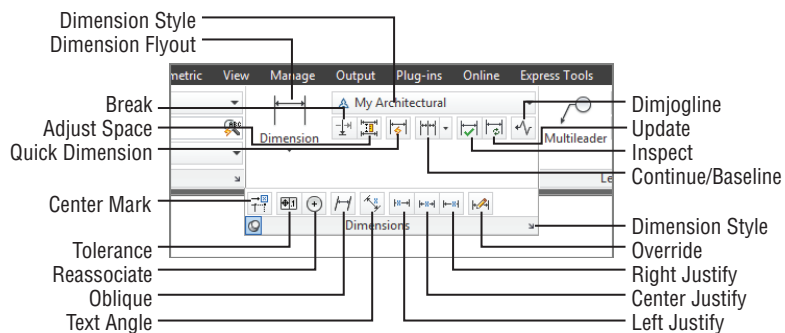 Dimension Style
Dimension Flyout
metric View Manage Output Plug-ins Online Express Tools
Break
My Architectural
Dimjogline
Adjust Space
Dimension
Multileader
Update
Quick Dimension
Inspect
Le
Continue/Baseline
Center Mark
.1
Dimensions
Dimension Style
Tolerance
Override
Reassociate
Right Justify
Oblique
Center Justify
Text Angle
Left Justify